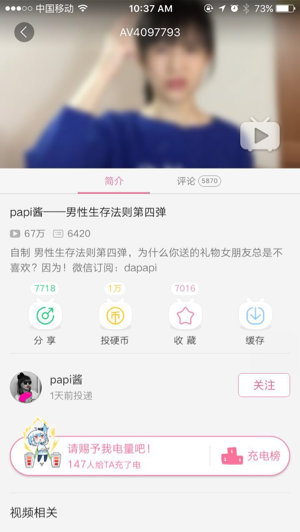 中国移动 10:37 AM 73%
AV4097793
简介 评论 5870
papi酱——男性生存法则第四弹
67万 6420
自制 男性生存法则第四弹，为什么你送的礼物女朋友总是不
喜欢？因为！微信订阅：dapapi
7718 1万 7016
分享 投硬币 收藏 缓存
papi酱
1天前投递
关注
请赐予我电量吧！
147人给TA充了电
充电榜
视频相关